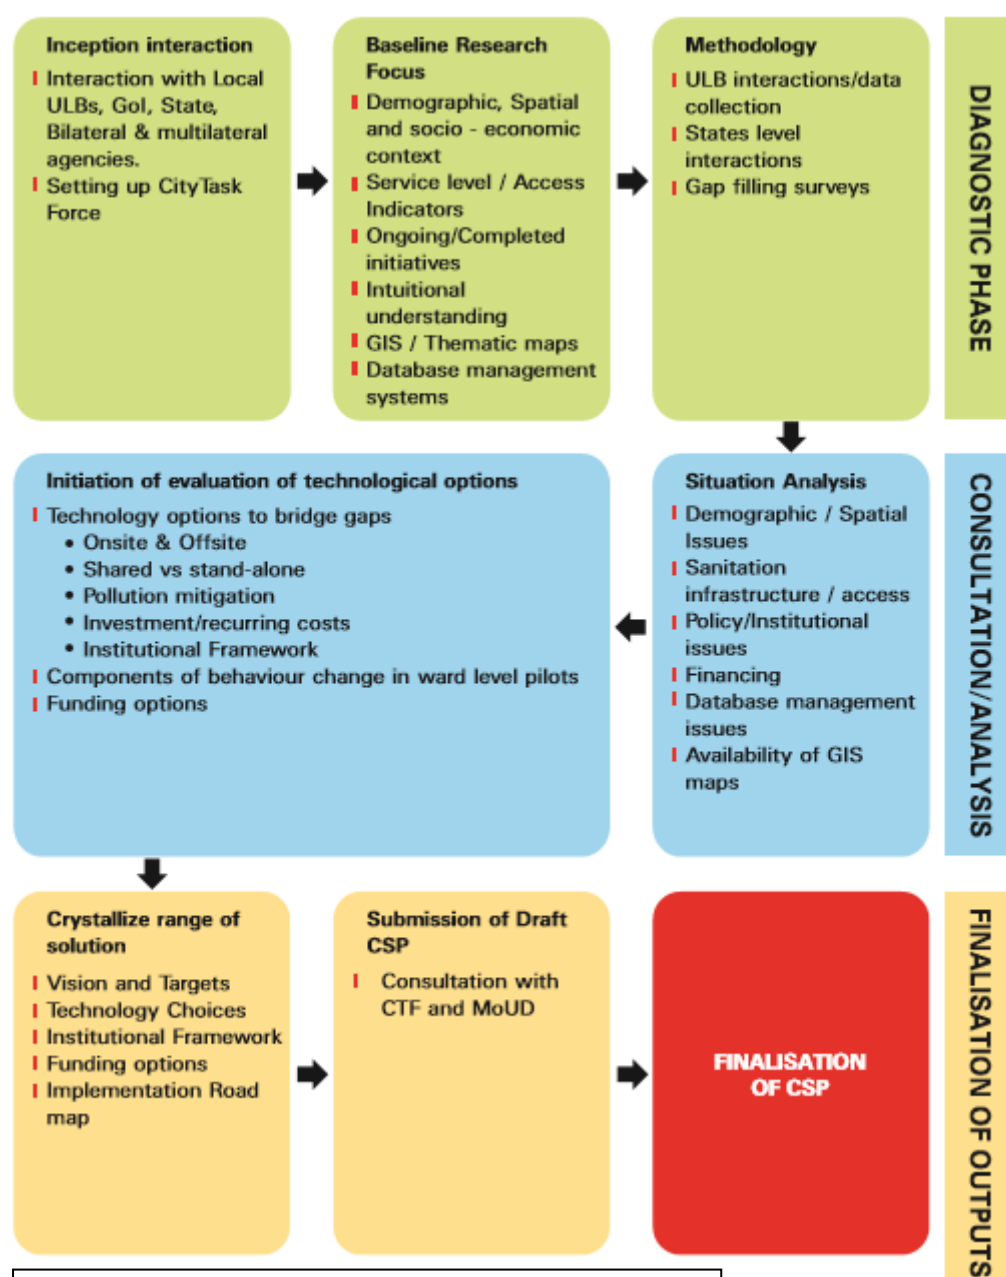 Inception interaction
Interaction with Local
ULBs, GoI, State,
Bilateral & multilateral
agencies.
Setting up CityTask
Force
Baseline Research
Focus
Demographic, Spatial
and socio - economic
context
Service level / Access
Indicators
Ongoing/Completed
initiatives
Intuitional
understanding
GIS / Thematic maps
Database management
systems
Methodology
ULB interactions/data
collection
States level
interactions
Gap filling surveys
DIAGNOSTIC PHASE
Situation Analysis
Demographic / Spatial
Issues
Sanitation
infrastructure / access
Policy/Institutional
issues
Financing
Database management
issues
Availability of GIS
maps
Initiation of evaluation of technological options
Technology options to bridge gaps
• Onsite & Offsite
• Shared vs stand-alone
• Pollution mitigation
• Investment/recurring costs
• Institutional Framework
Components of behaviour change in ward level pilots
Funding options
CONSULTATION/ANALYSIS
Crystallize range of
solution
Vision and Targets
Technology Choices
Institutional Framework
Funding options
Implementation Road
map
Submission of Draft
CSP
Consultation with
CTF and MoUD
FINALISATION
OF CSP
FINALISATION OF OUTPUTS